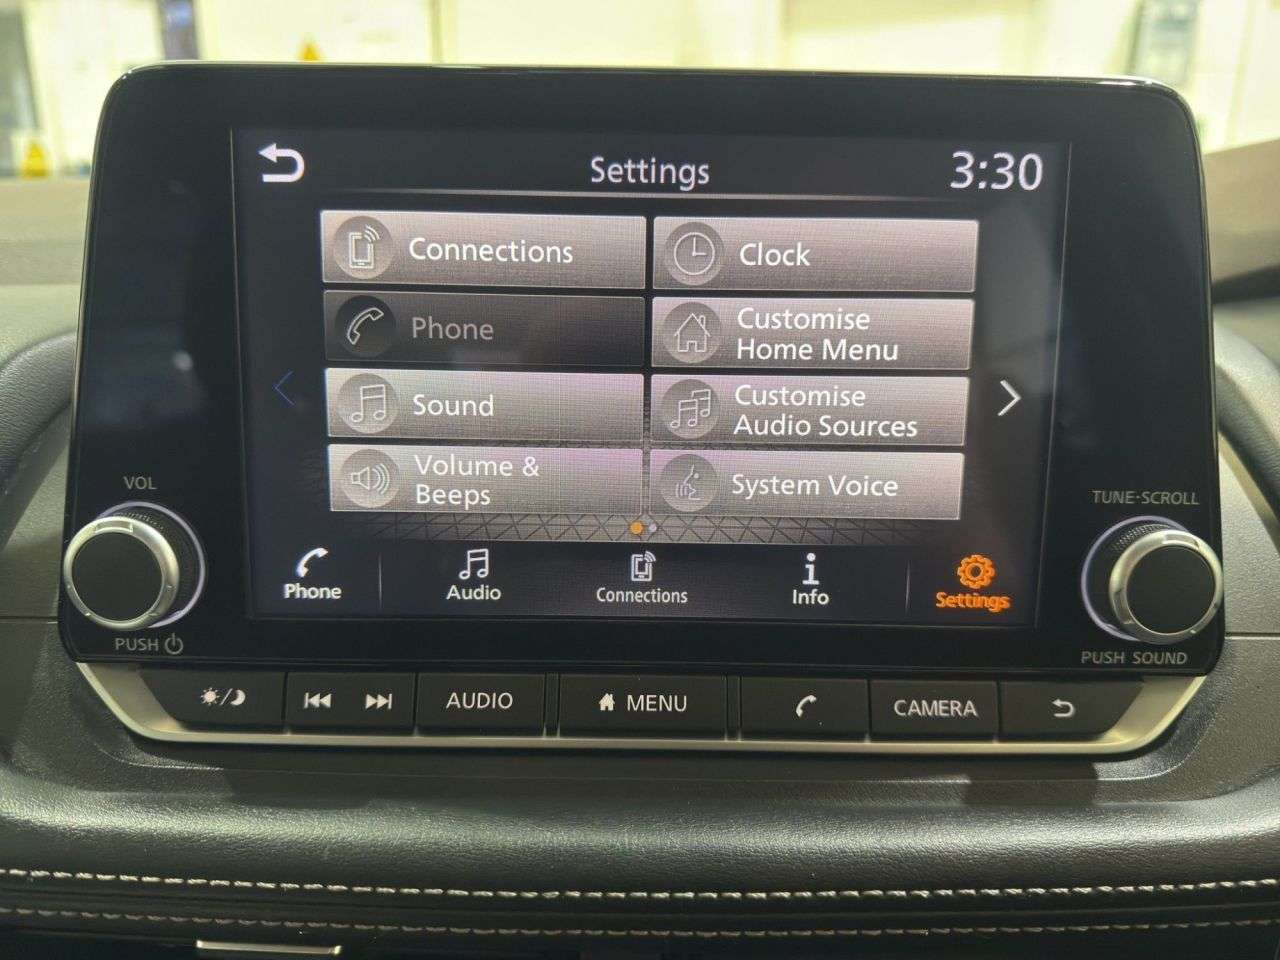 Settings
3:30
Connections
Clock
Phone
Customise
Home Menu
Sound
Customise
Audio Sources
Volume &
Beeps
System Voice
Phone
Audio
Connections
Info
Settings
VOL
PUSH
TUNE·SCROLL
PUSH SOUND
AUDIO
MENU
CAMERA